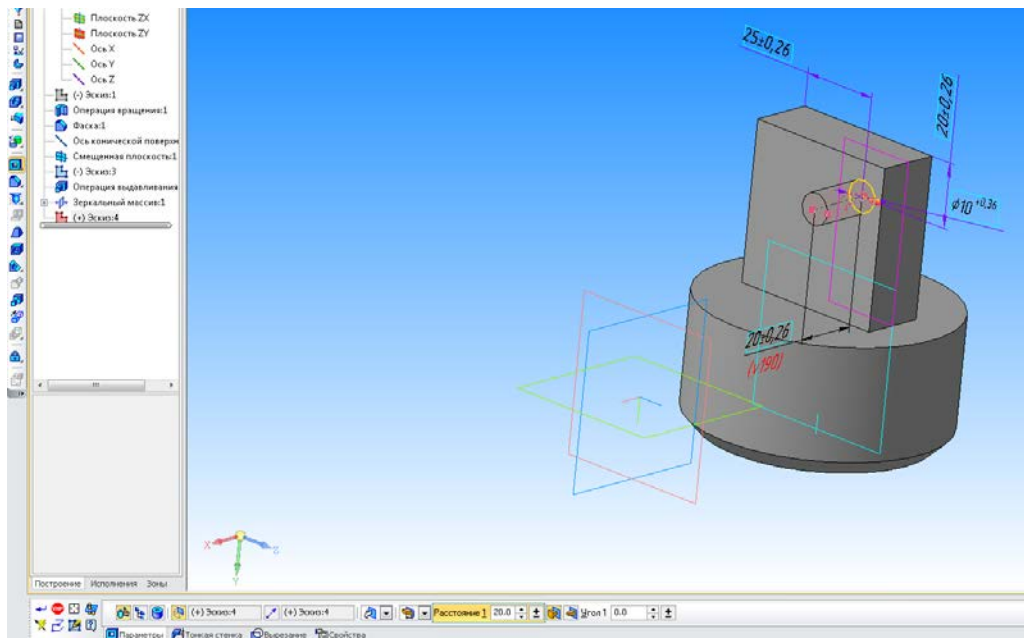 Плоскость ZX
Плоскость ZY
Ось X
Ось Y
Ось Z
(-) Эскиз:1
Операция вращения:1
Фаска:1
Ось конической поверхн
Смещенная плоскость:1
(-) Эскиз:3
Операция выдавливания
Зеркальный массив:1
(+) Эскиз:4
25±0,26
20±0,26
ϕ10 +0,36
20±0,26
(v190)
X
Z
Y
Построение Исполнения Зоны
(+) Эскиз:4 (+) Эскиз:4 Расстояние 1 20.0 Угол 1 0.0
Параметры Тонкая стенка Вырезание Свойства